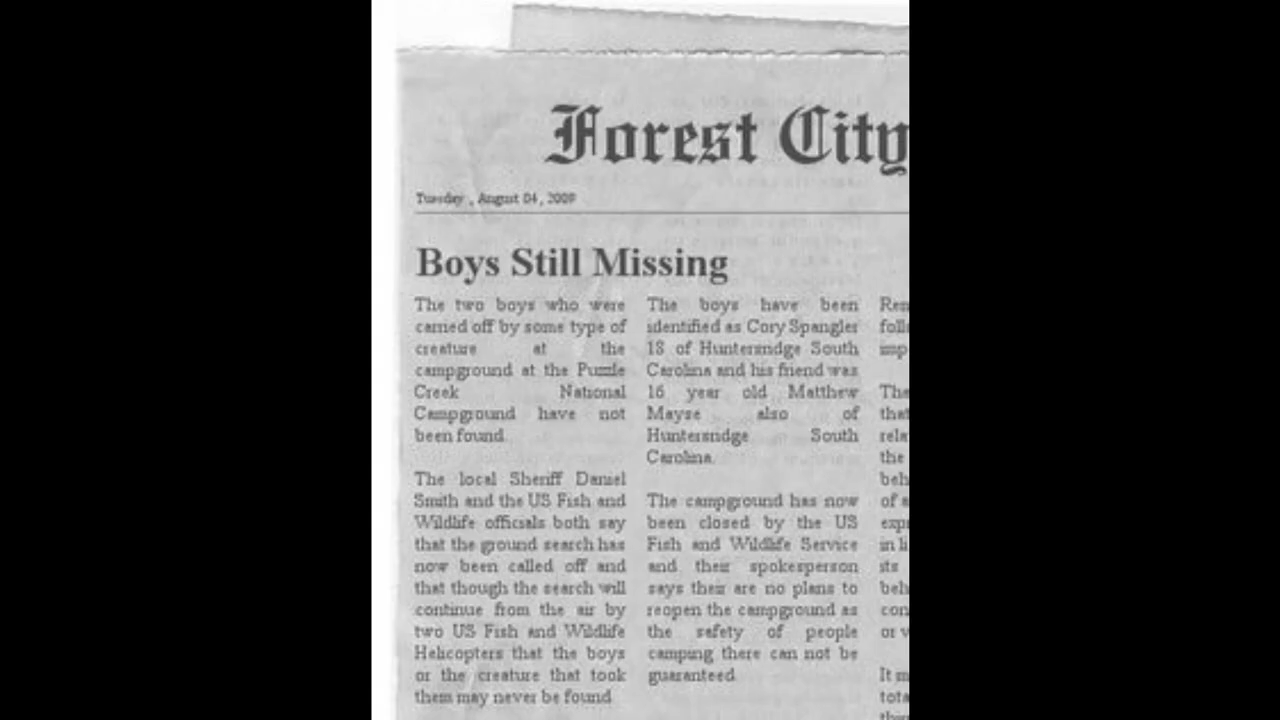 Forest City
Tuesday, August 04, 2009
Boys Still Missing
The two boys who were
carried off by some type of
creature at the
campground at the Puzzle
Creek National
Campground have not
been found.
The local Sheriff Daniel
Smith and the US Fish and
Wildlife officials both say
that the ground search has
now been called off and
that though the search will
continue from the air by
two US Fish and Wildlife
Helicopters that the boys
or the creature that took
them may never be found.
The boys have been
identified as Cory Spangler
18 of Huntersridge South
Carolina and his friend was
16 year old Matthew
Mayse also of
Huntersridge South
Carolina.
The campground has now
been closed by the US
Fish and Wildlife Service
and their spokesperson
says their are no plans to
reopen the campground as
the safety of people
camping there can not be
guaranteed.
the
of
in
its
or
It